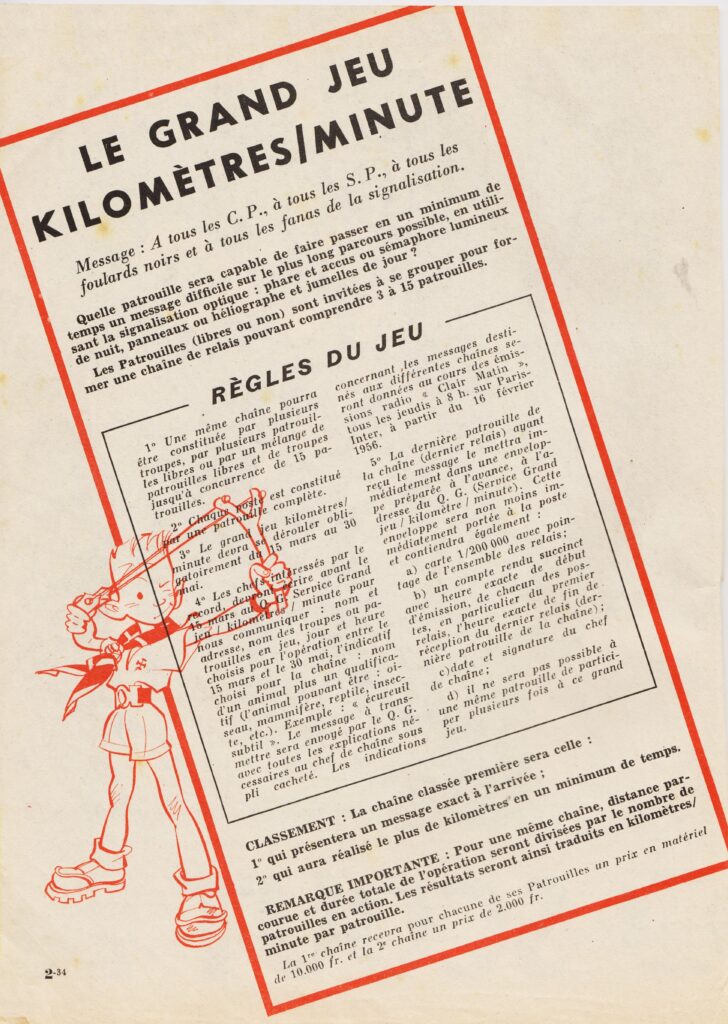 LE GRAND JEU
KILOMÈTRES/MINUTE
Message : A tous les C. P., à tous les S. P., à tous les
foulards noirs et à tous les fanas de la signalisation.
Quelle patrouille sera capable de faire passer en un minimum de
temps un message difficile sur le plus long parcours possible, en utili-
sant la signalisation optique : phare et accus ou sémaphore lumineux
de nuit, panneaux ou héliographe et jumelles de jour ?
Les Patrouilles (libres ou non) sont invitées à se grouper pour for-
mer une chaîne de relais pouvant comprendre 3 à 15 patrouilles.
RÈGLES DU JEU
1° Une même chaîne pourra
être constituée par plusieurs
troupes, par plusieurs patrouil-
les libres ou par un mélange de
patrouilles libres et de troupes
jusqu'à concurrence de 15 pa-
trouilles.
2° Chaque poste est constitué
par une patrouille complète.
3° Le grand jeu kilomètres/
minute devra se dérouler obli-
gatoirement du 15 mars au 30
mai.
4° Les chefs intéressés par le
record, devront écrire avant le
15 mars au Q. G. Service Grand
jeu / kilomètres / minute pour
nous communiquer : nom et
adresse, nom des troupes ou pa-
trouilles en jeu, jour et heure
choisis pour l'opération entre le
15 mars et le 30 mai, l'indicatif
choisi pour la chaîne : nom
d'un animal plus un qualifica-
tif (l'animal pouvant être : oi-
seau, mammifère, reptile, insec-
te, etc.). Exemple : « écureuil
subtil ». Le message à trans-
mettre sera envoyé par le Q. G.
avec toutes les explications né-
cessaires au chef de chaîne sous
pli cacheté. Les indications
concernant les messages desti-
nés aux différentes chaînes se-
ront données au cours des émis-
sions radio « Clair Matin »,
tous les jeudis à 8 h. sur Paris-
Inter, à partir du 16 février
1956.
5° La dernière patrouille de
la chaîne (dernier relais) ayant
reçu le message le mettra im-
médiatement dans une envelop-
pe préparée à l'avance, à l'a-
dresse du Q. G. (Service Grand
jeu / kilomètre / minute). Cette
enveloppe sera non moins im-
médiatement portée à la poste
et contiendra également :
a) carte 1/200 000 avec poin-
tage de l'ensemble des relais ;
b) un compte rendu succinct
avec heure exacte de début
d'émission, de chacun des pos-
tes, en particulier du premier
relais, l'heure exacte de fin de
réception du dernier relais (der-
nière patrouille de la chaîne) ;
c) date et signature du chef
de chaîne ;
d) il ne sera pas possible à
une même patrouille de partici-
per plusieurs fois à ce grand
jeu.
CLASSEMENT : La chaîne classée première sera celle :
1° qui présentera un message exact à l'arrivée ;
2° qui aura réalisé le plus de kilomètres en un minimum de temps.
REMARQUE IMPORTANTE : Pour une même chaîne, distance par-
courue et durée totale de l'opération seront divisées par le nombre de
patrouilles en action. Les résultats seront ainsi traduits en kilomètres/
minute par patrouille.
La 1re chaîne recevra pour chacune de ses Patrouilles un prix en matériel
de 10.000 fr. et la 2e chaîne un prix de 2.000 fr.
2-34